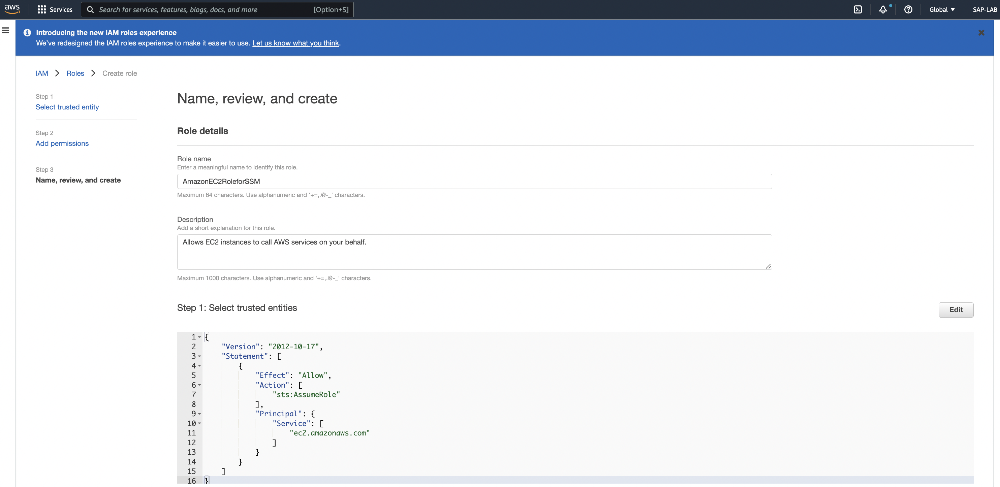 aws
Services
Search for services, features, blogs, docs, and more
[Option+S]
Global
SAP-LAB
Introducing the new IAM roles experience
We've redesigned the IAM roles experience to make it easier to use. Let us know what you think.
IAM
Roles
Create role
Step 1
Select trusted entity
Step 2
Add permissions
Step 3
Name, review, and create
Name, review, and create
Role details
Role name
Enter a meaningful name to identify this role.
AmazonEC2RoleforSSM
Maximum 64 characters. Use alphanumeric and '+=,.@-_' characters.
Description
Add a short explanation for this role.
Allows EC2 instances to call AWS services on your behalf.
Maximum 1000 characters. Use alphanumeric and '+=,.@-_' characters.
Step 1: Select trusted entities
Edit
1 {
2     "Version": "2012-10-17",
3     "Statement": [
4         {
5             "Effect": "Allow",
6             "Action": [
7                 "sts:AssumeRole"
8             ],
9             "Principal": {
10                 "Service": [
11                     "ec2.amazonaws.com"
12                 ]
13             }
14         }
15     ]
16 }